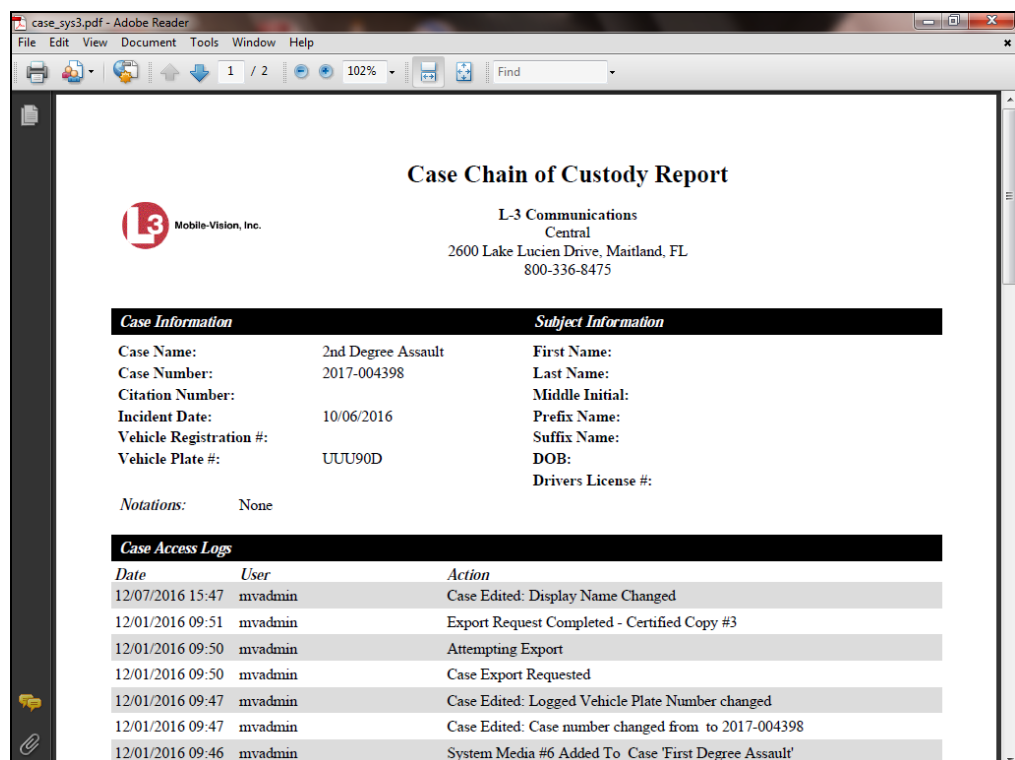 case_sys3.pdf - Adobe Reader
File Edit View Document Tools Window Help
1 / 2 102% Find
Case Chain of Custody Report
L3 Mobile-Vision, Inc.
L-3 Communications
Central
2600 Lake Lucien Drive, Maitland, FL
800-336-8475
Case Information Subject Information
Case Name: 2nd Degree Assault First Name:
Case Number: 2017-004398 Last Name:
Citation Number: Middle Initial:
Incident Date: 10/06/2016 Prefix Name:
Vehicle Registration #: Suffix Name:
Vehicle Plate #: UUU90D DOB:
Drivers License #:
Notations: None
Case Access Logs
Date User Action
12/07/2016 15:47 mvadmin Case Edited: Display Name Changed
12/01/2016 09:51 mvadmin Export Request Completed - Certified Copy #3
12/01/2016 09:50 mvadmin Attempting Export
12/01/2016 09:50 mvadmin Case Export Requested
12/01/2016 09:47 mvadmin Case Edited: Logged Vehicle Plate Number changed
12/01/2016 09:47 mvadmin Case Edited: Case number changed from to 2017-004398
12/01/2016 09:46 mvadmin System Media #6 Added To Case 'First Degree Assault'